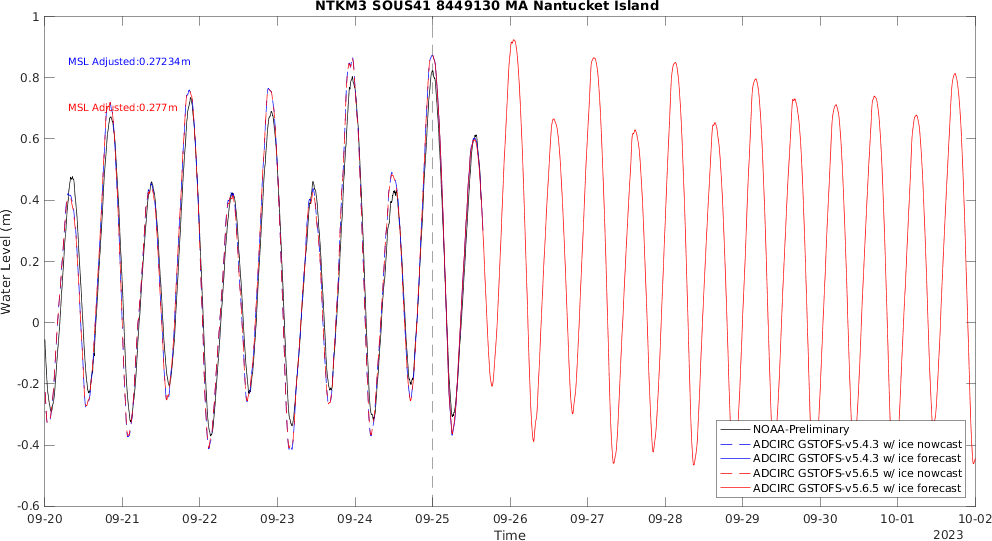 NTKM3 SOUS41 8449130 MA Nantucket Island
1
0.8
0.6
0.4
0.2
0
-0.2
-0.4
-0.6
Water Level (m)
MSL Adjusted:0.27234m
MSL Adjusted:0.277m
NOAA-Preliminary
ADCIRC GSTOFS-v5.4.3 w/ ice nowcast
ADCIRC GSTOFS-v5.4.3 w/ ice forecast
ADCIRC GSTOFS-v5.6.5 w/ ice nowcast
ADCIRC GSTOFS-v5.6.5 w/ ice forecast
09-20 09-21 09-22 09-23 09-24 09-25 09-26 09-27 09-28 09-29 09-30 10-01 10-02
Time
2023